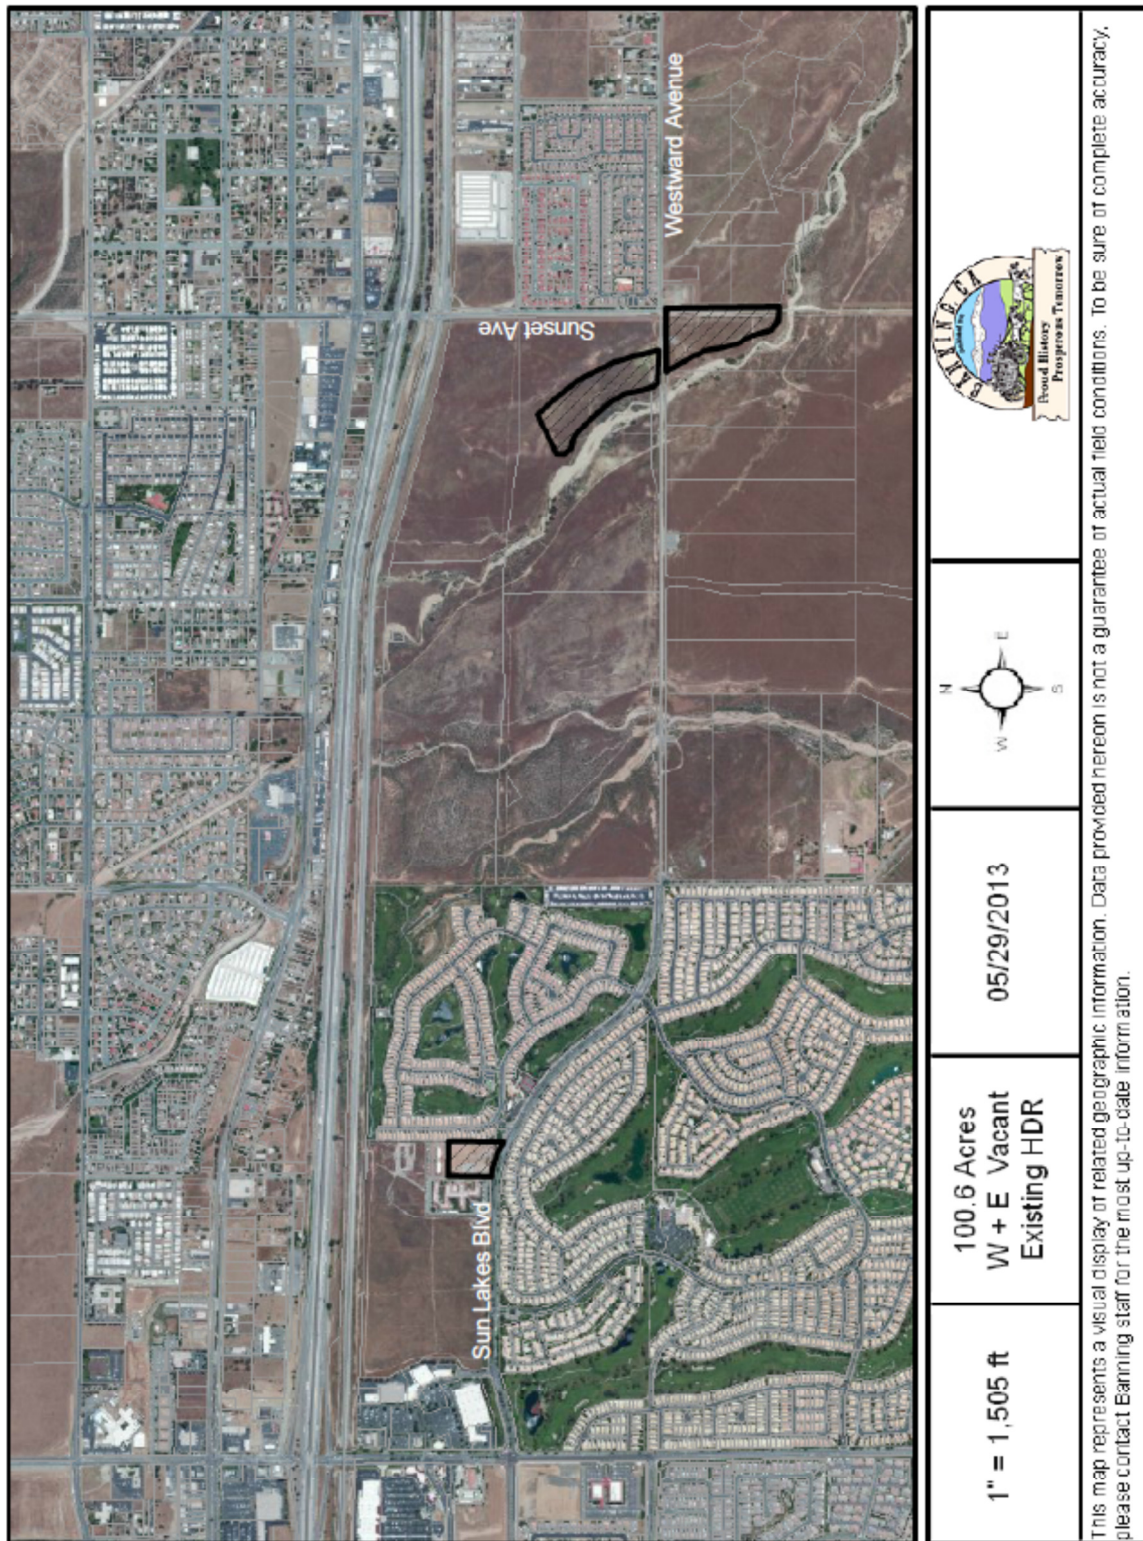 Sun Lakes Blvd
Sunset Ave
Westward Avenue
1" = 1,505 ft
100.6 Acres
W + E Vacant
Existing HDR
05/29/2013
N
W
E
S
BANNING, CA
Proud History
Prosperous Tomorrow
This map represents a visual display of related geographic information. Data provided hereon is not a guarantee of actual field conditions. To be sure of complete accuracy,
please contact Banning staff for the most up-to-date information.